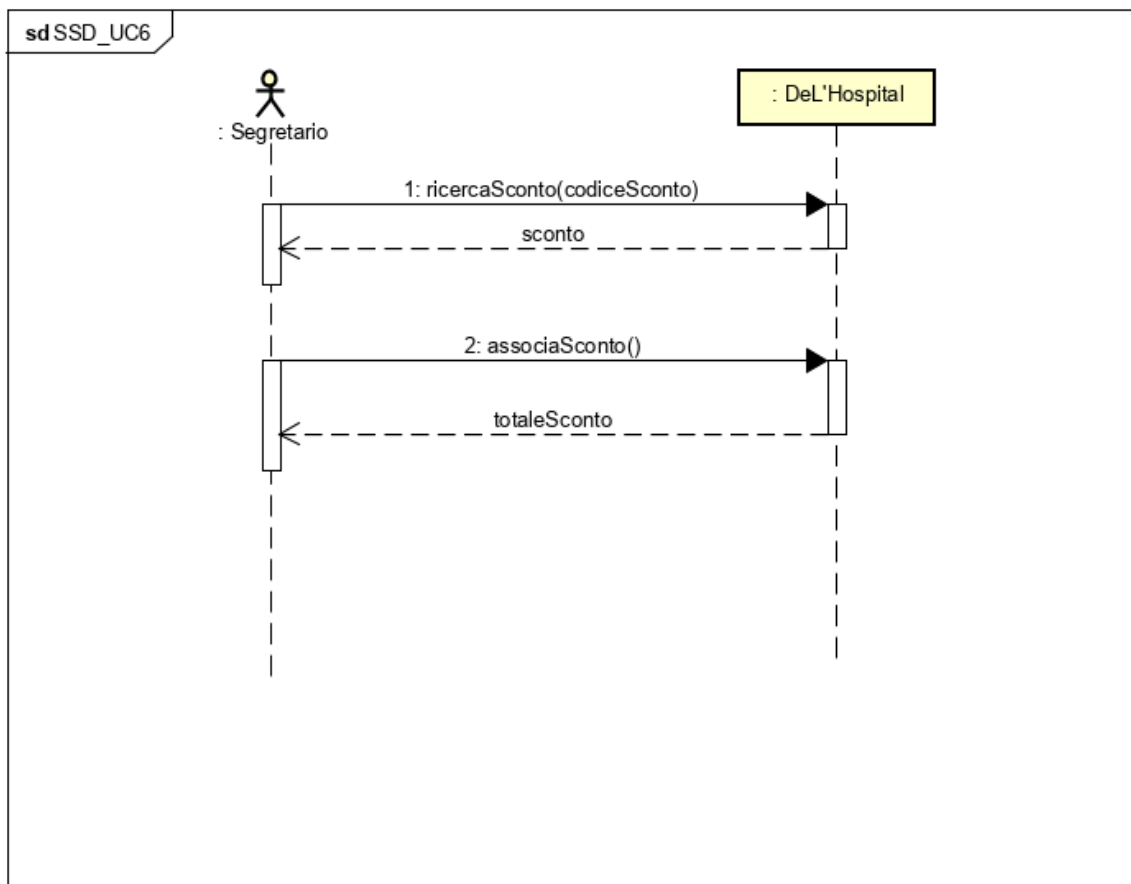 sd SSD_UC6
: Segretario
: DeL'Hospital
1: ricercaSconto(codiceSconto)
sconto
2: associaSconto()
totaleSconto